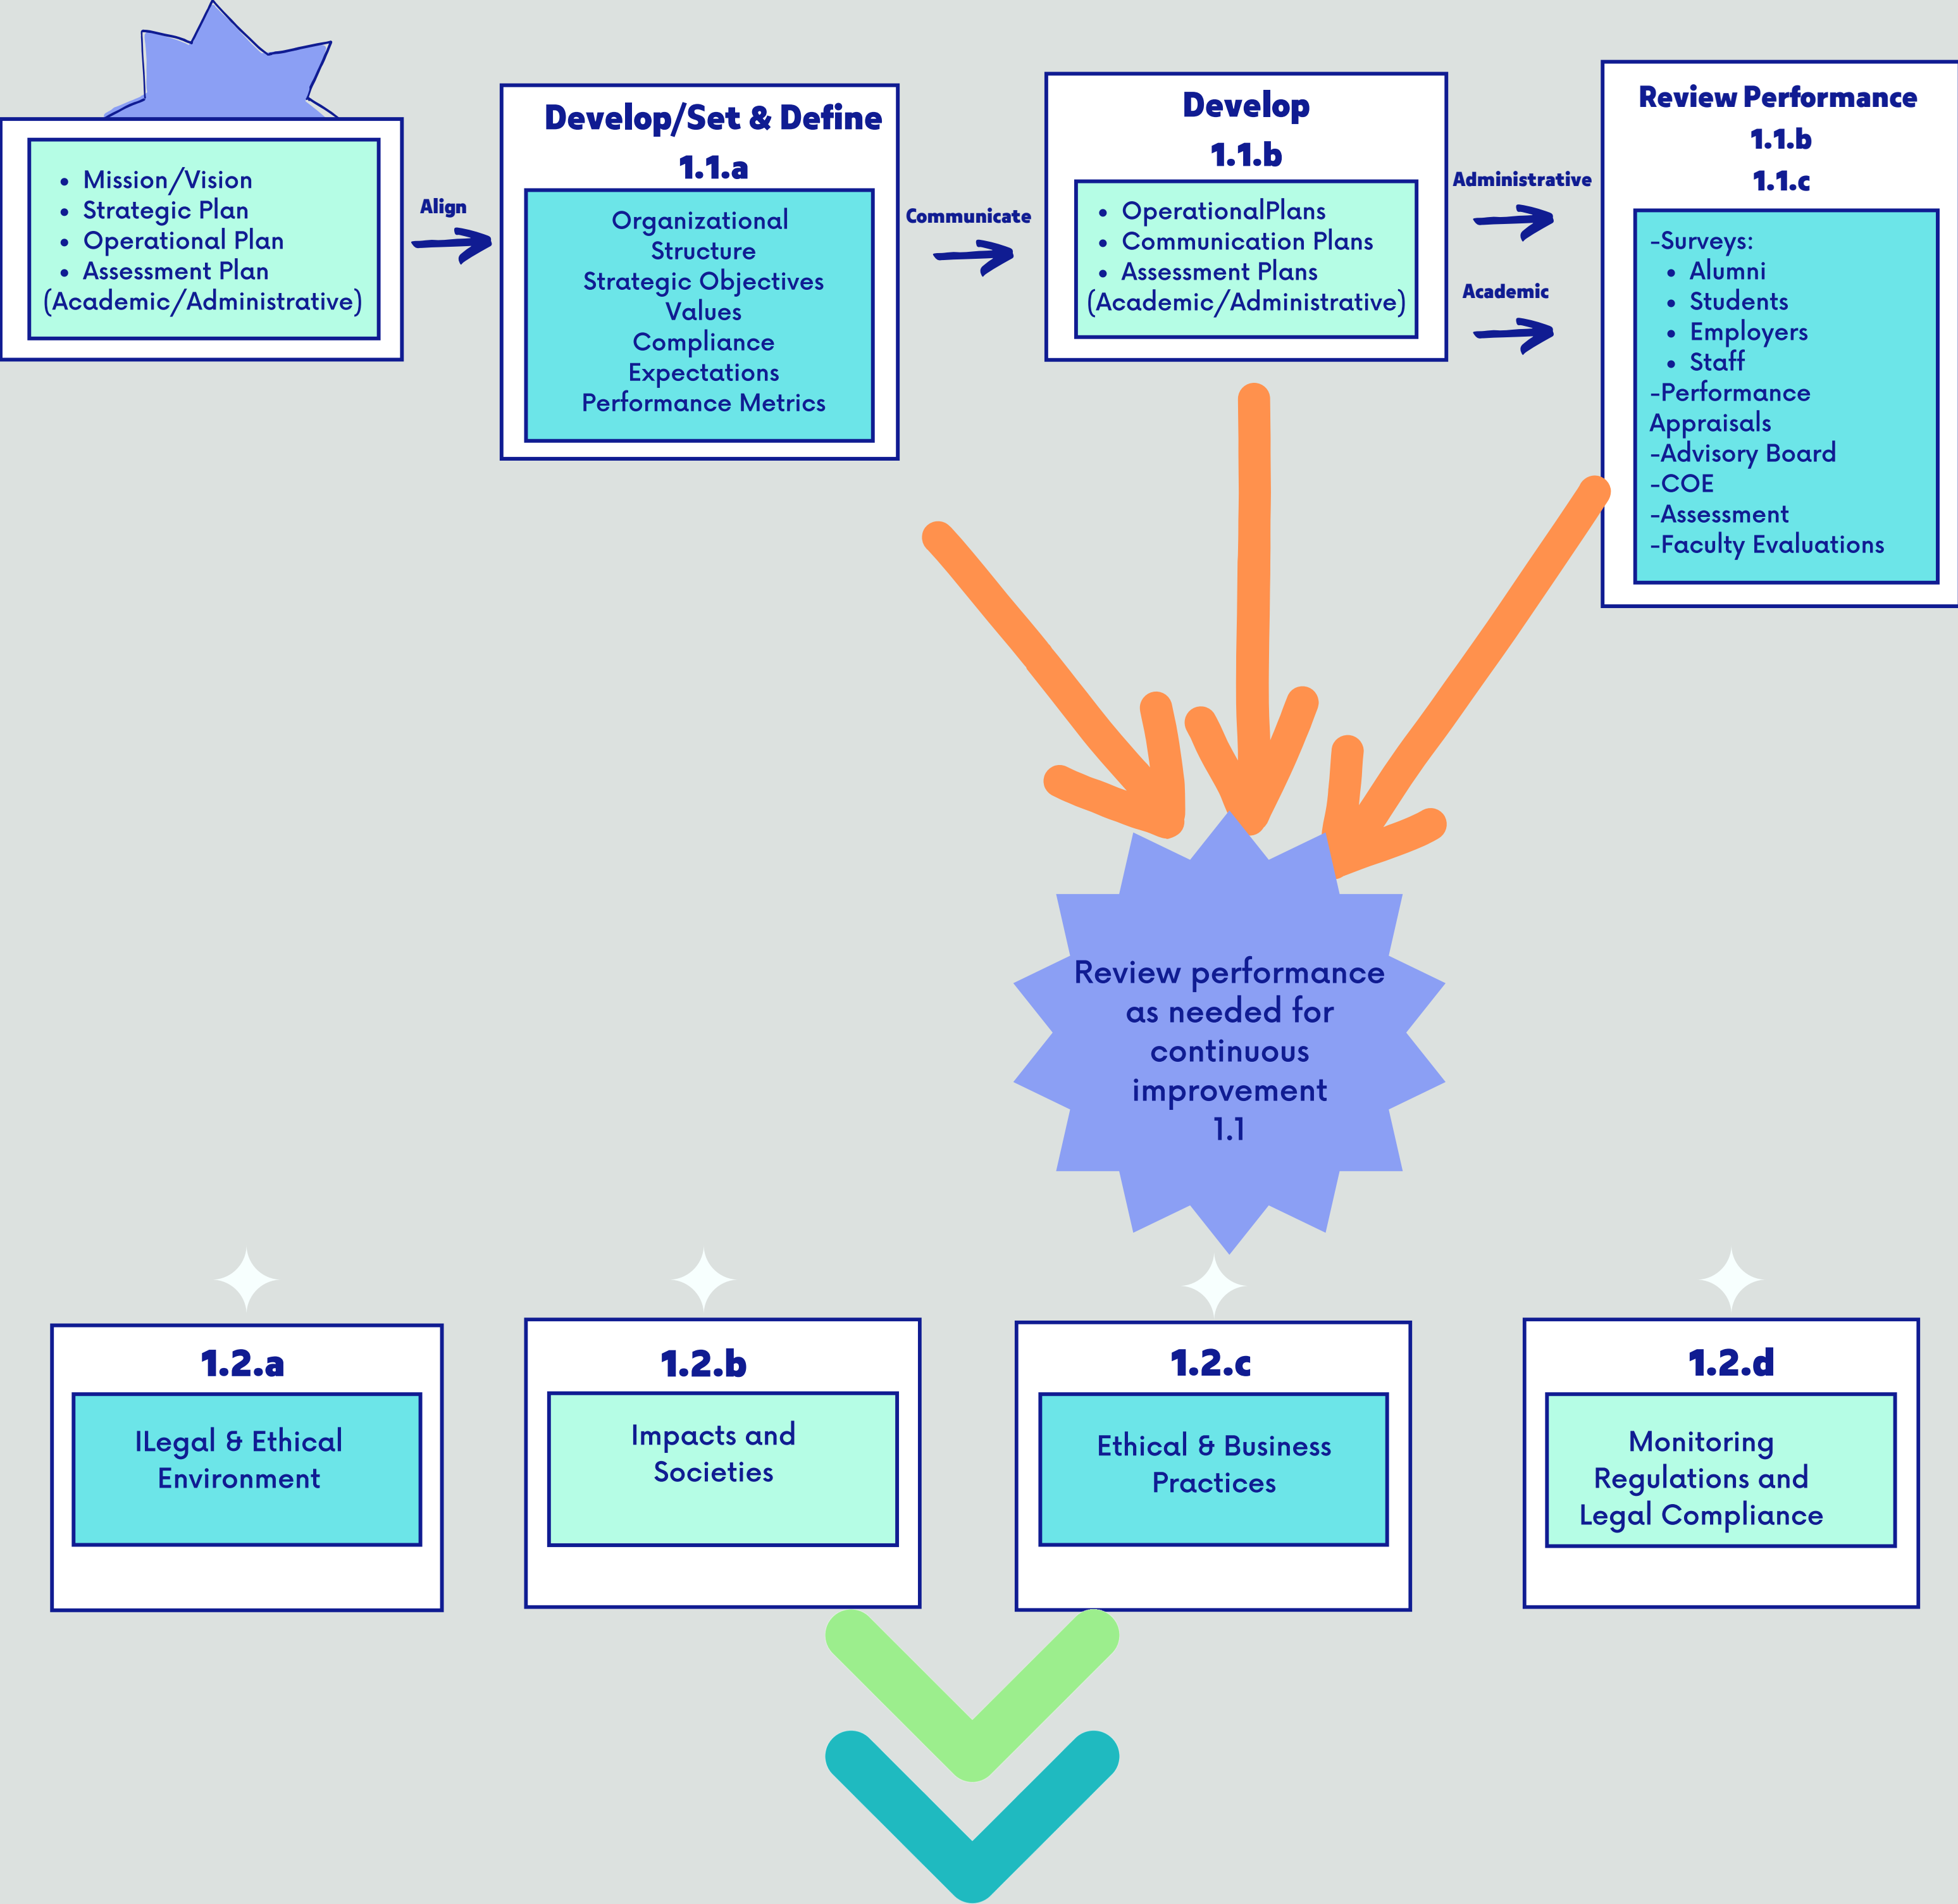 • Mission/Vision
• Strategic Plan
• Operational Plan
• Assessment Plan
(Academic/Administrative)
Align
Develop/Set & Define
1.1.a
Organizational
Structure
Strategic Objectives
Values
Compliance
Expectations
Performance Metrics
Communicate
Develop
1.1.b
• OperationalPlans
• Communication Plans
• Assessment Plans
(Academic/Administrative)
Administrative
Academic
Review Performance
1.1.b
1.1.c
-Surveys:
• Alumni
• Students
• Employers
• Staff
-Performance
Appraisals
-Advisory Board
-COE
-Assessment
-Faculty Evaluations
Review performance
as needed for
continuous
improvement
1.1
1.2.a
ILegal & Ethical
Environment
1.2.b
Impacts and
Societies
1.2.c
Ethical & Business
Practices
1.2.d
Monitoring
Regulations and
Legal Compliance